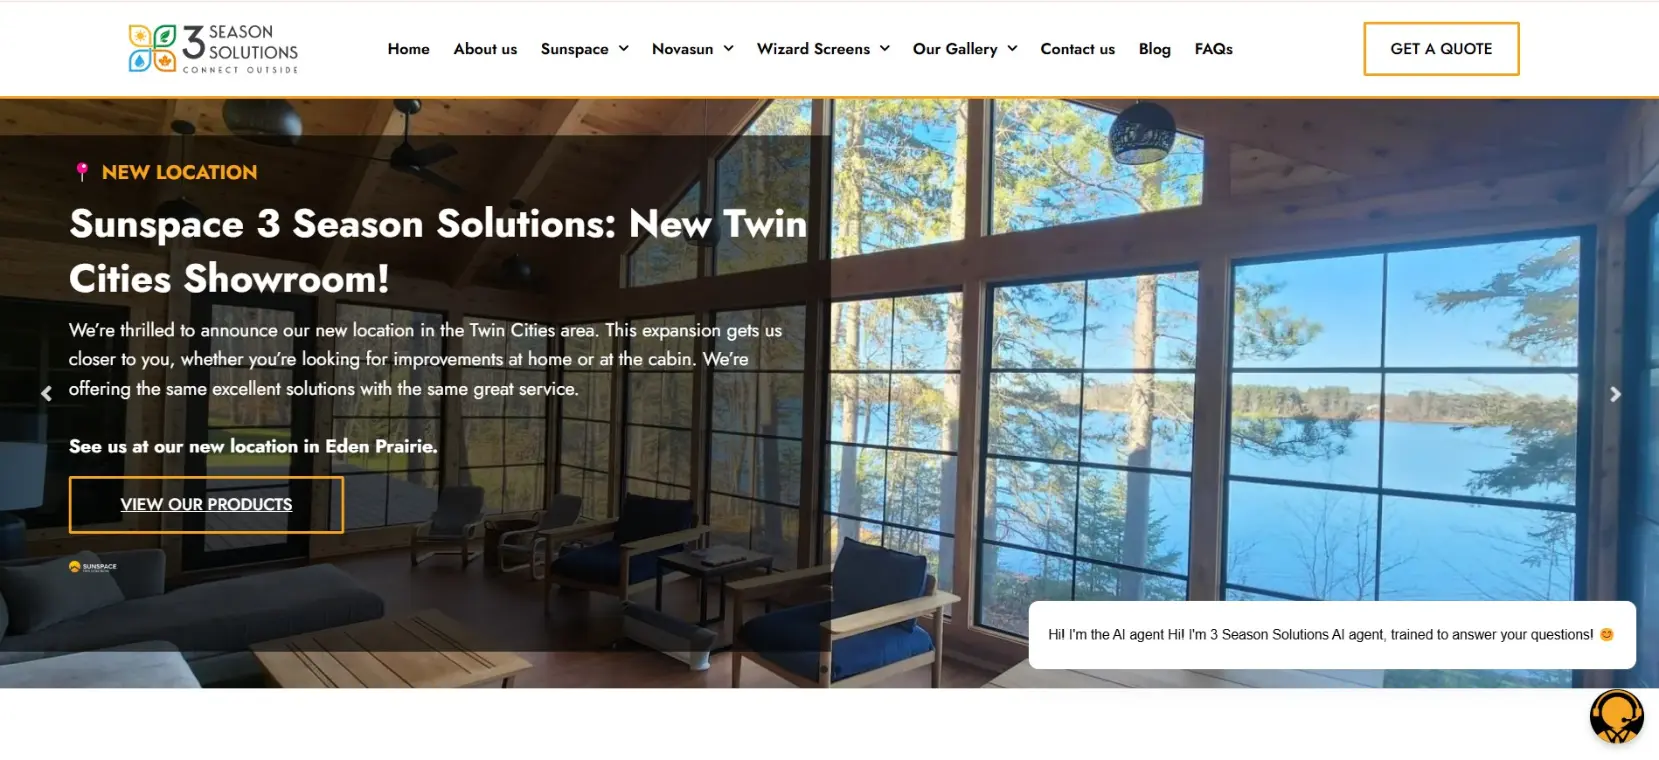 3 SEASON
SOLUTIONS
CONNECT OUTSIDE
Home About us Sunspace Novasun Wizard Screens Our Gallery Contact us Blog FAQs
GET A QUOTE
NEW LOCATION
Sunspace 3 Season Solutions: New Twin
Cities Showroom!
We're thrilled to announce our new location in the Twin Cities area. This expansion gets us
closer to you, whether you're looking for improvements at home or at the cabin. We're
offering the same excellent solutions with the same great service.
See us at our new location in Eden Prairie.
VIEW OUR PRODUCTS
SUNSPACE
Hi! I'm the AI agent Hi! I'm 3 Season Solutions AI agent, trained to answer your questions! 😊